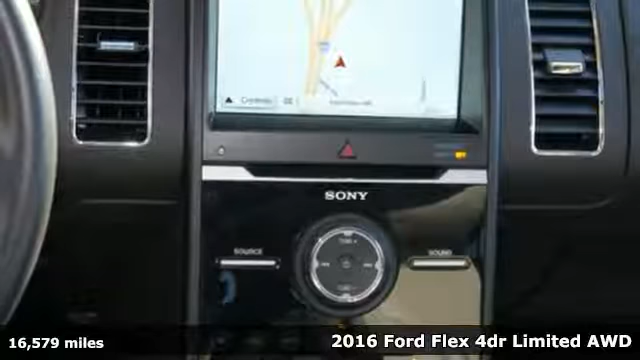 SONY
SOURCE
SOUND
16,579 miles
2016 Ford Flex 4dr Limited AWD